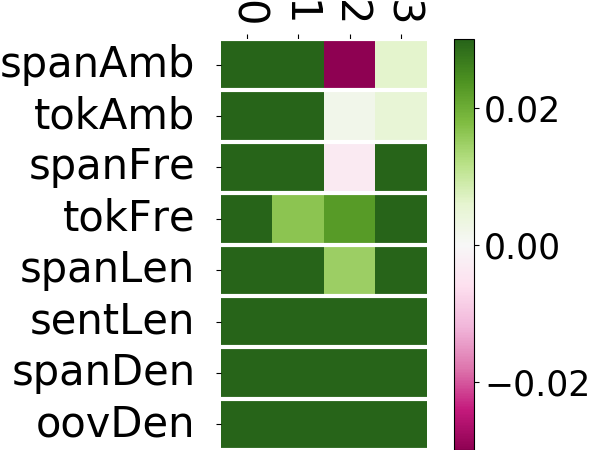 0 1 2 3
spanAmb
tokAmb
spanFre
tokFre
spanLen
sentLen
spanDen
oovDen
0.02
0.00
−0.02